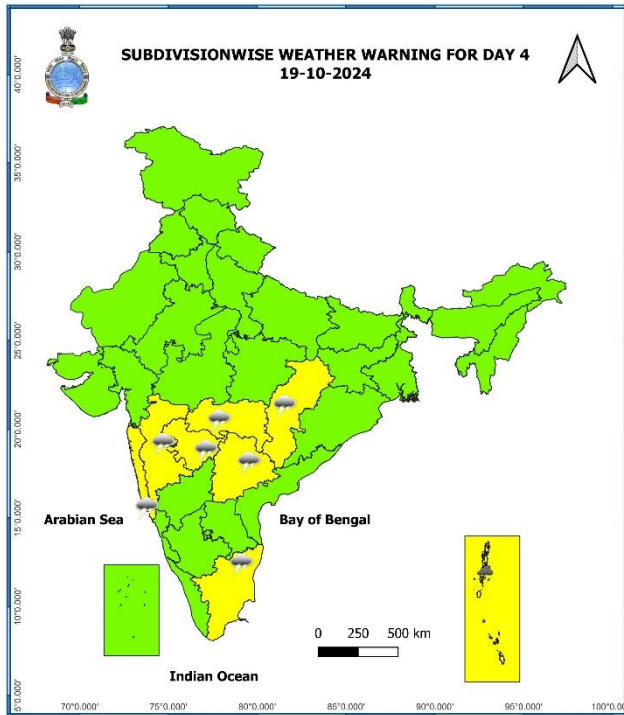 SUBDIVISIONWISE WEATHER WARNING FOR DAY 4
19-10-2024
40°0.000'
35°0.000'
30°0.000'
25°0.000'
20°0.000'
15°0.000'
10°0.000'
5°0.000'
Arabian Sea
Bay of Bengal
0 250 500 km
Indian Ocean
70°0.000' 75°0.000' 80°0.000' 85°0.000' 90°0.000' 95°0.000' 100°0.00